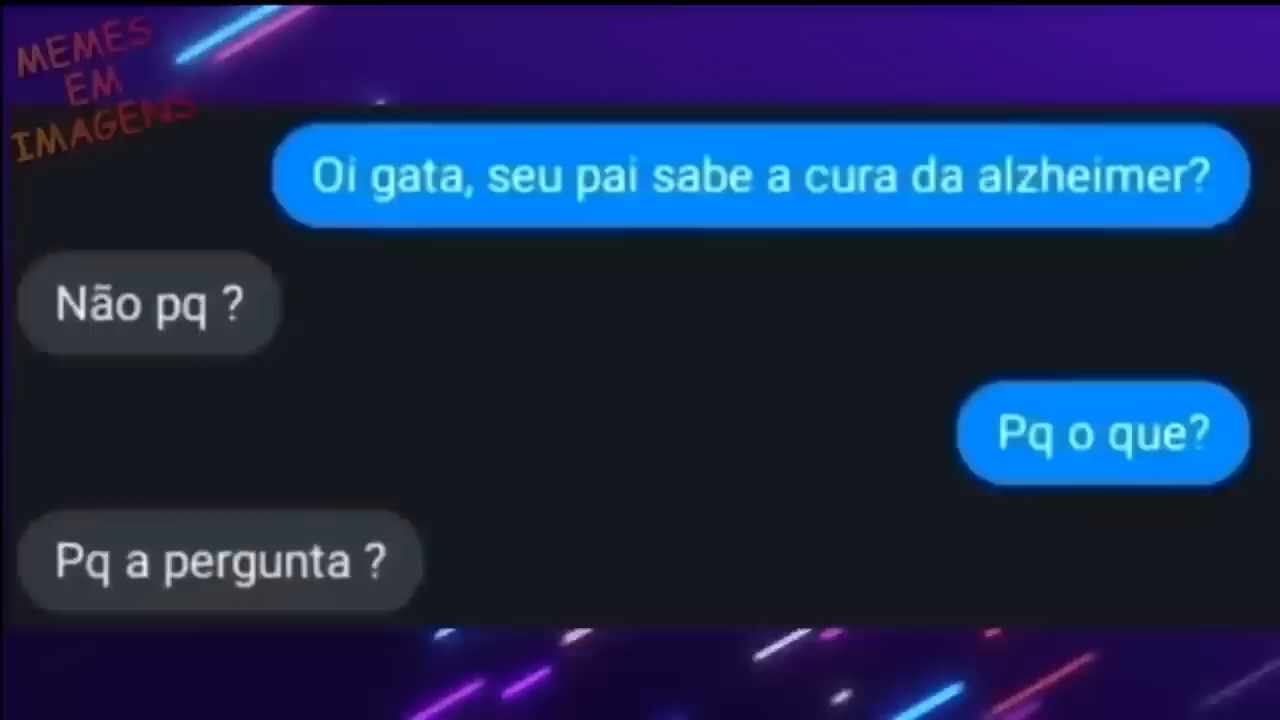 MEMES
EM
IMAGENS
Oi gata, seu pai sabe a cura da alzheimer?
Não pq ?
Pq o que?
Pq a pergunta ?